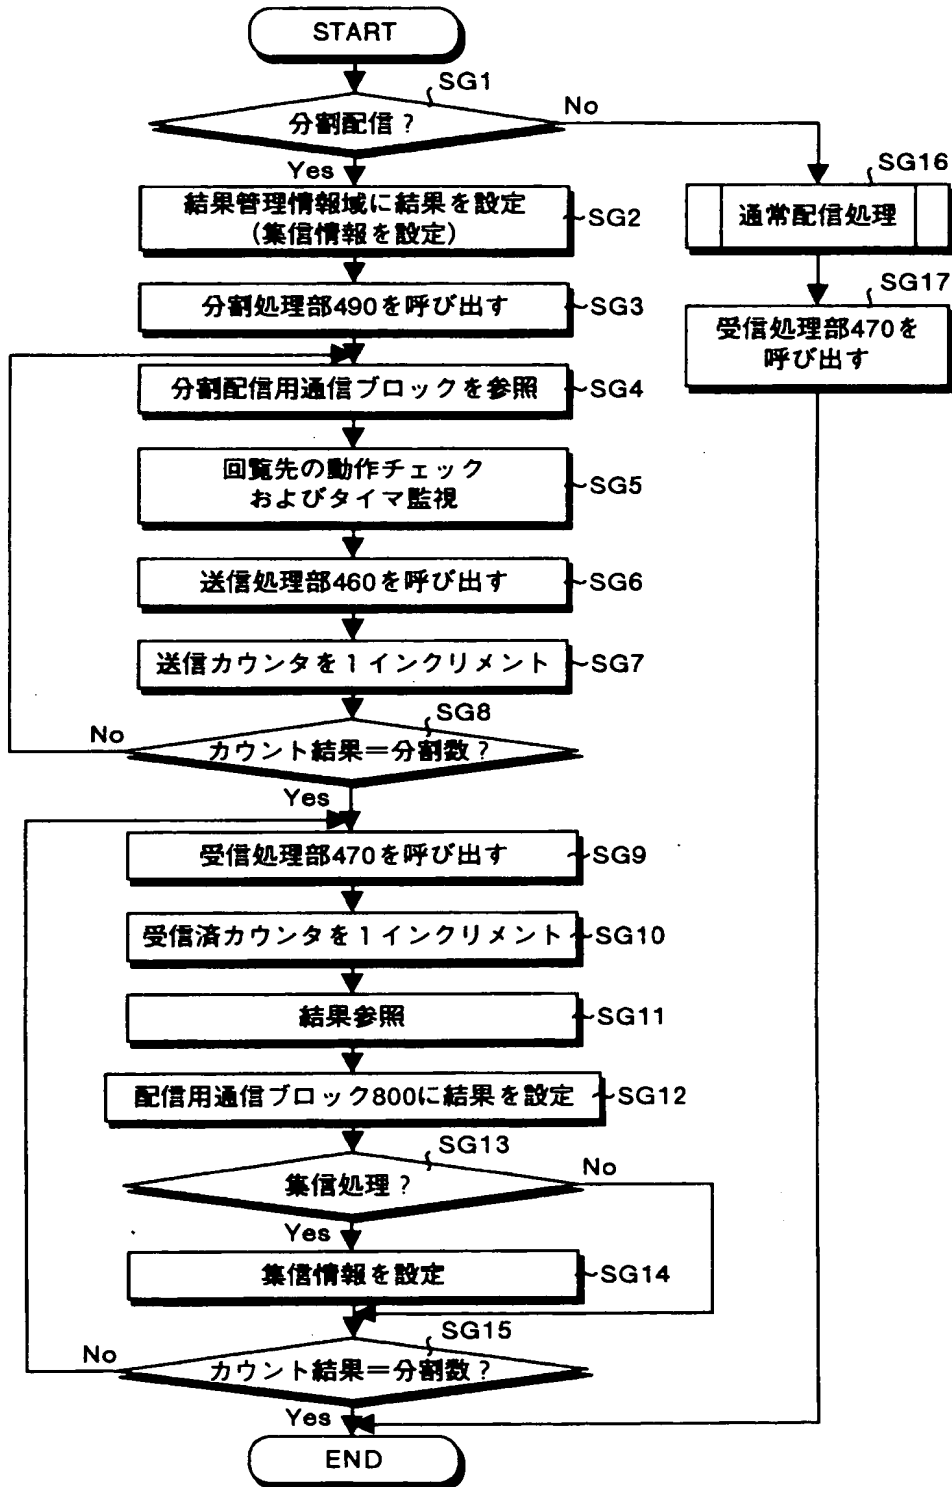 START
SG1
分割配信？
No
Yes
SG16
結果管理情報域に結果を設定
(集信情報を設定)
SG2
通常配信処理
SG17
分割処理部490を呼び出す
SG3
受信処理部470を
呼び出す
分割配信用通信ブロックを参照
SG4
回覧先の動作チェック
およびタイマ監視
SG5
送信処理部460を呼び出す
SG6
送信カウンタを1インクリメント
SG7
SG8
No
カウント結果＝分割数？
Yes
受信処理部470を呼び出す
SG9
受信済カウンタを1インクリメント
SG10
結果参照
SG11
配信用通信ブロック800に結果を設定
SG12
SG13
集信処理？
No
Yes
集信情報を設定
SG14
SG15
No
カウント結果＝分割数？
Yes
END